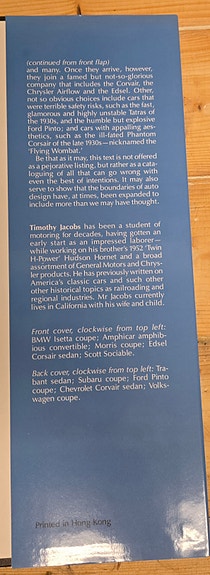 (continued from front flap)
and many. Once they arrive, however,
they join a famed but not-so-glorious
company that includes the Corvair, the
Chrysler Airflow and the Edsel. Other,
not so obvious choices include cars that
were terrible safety risks, such as the fast,
glamorous and highly unstable Tatras of
the 1930s, and the humble but explosive
Ford Pinto; and cars with appalling aes-
thetics, such as the ill-fated Phantom
Corsair of the late 1930s—nicknamed the
'Flying Wombat.'
Be that as it may, this text is not offered
as a pejorative listing, but rather as a cata-
loguing of all that can go wrong with
even the best of intentions. It may also
serve to show that the boundaries of auto
design have, at times, been expanded to
include more than we may have thought.
Timothy Jacobs has been a student of
motoring for decades, having gotten an
early start as an impressed laborer—
while working on his brother's 1952 'Twin
H-Power' Hudson Hornet and a broad
assortment of General Motors and Chrys-
ler products. He has previously written on
America's classic cars and such other
other historical topics as railroading and
regional industries. Mr Jacobs currently
lives in California with his wife and child.
Front cover, clockwise from top left:
BMW Isetta coupe; Amphicar amphib-
ious convertible; Morris coupe; Edsel
Corsair sedan; Scott Sociable.
Back cover, clockwise from top left: Tra-
bant sedan; Subaru coupe; Ford Pinto
coupe; Chevrolet Corvair sedan; Volks-
wagen coupe.
Printed in Hong Kong